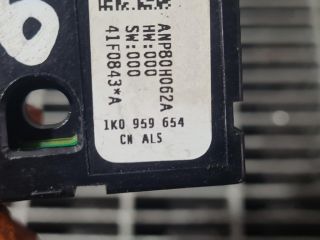 ANP80H062A
HW:000
SW:000
41F0843*A
1K0 959 654
CN ALS